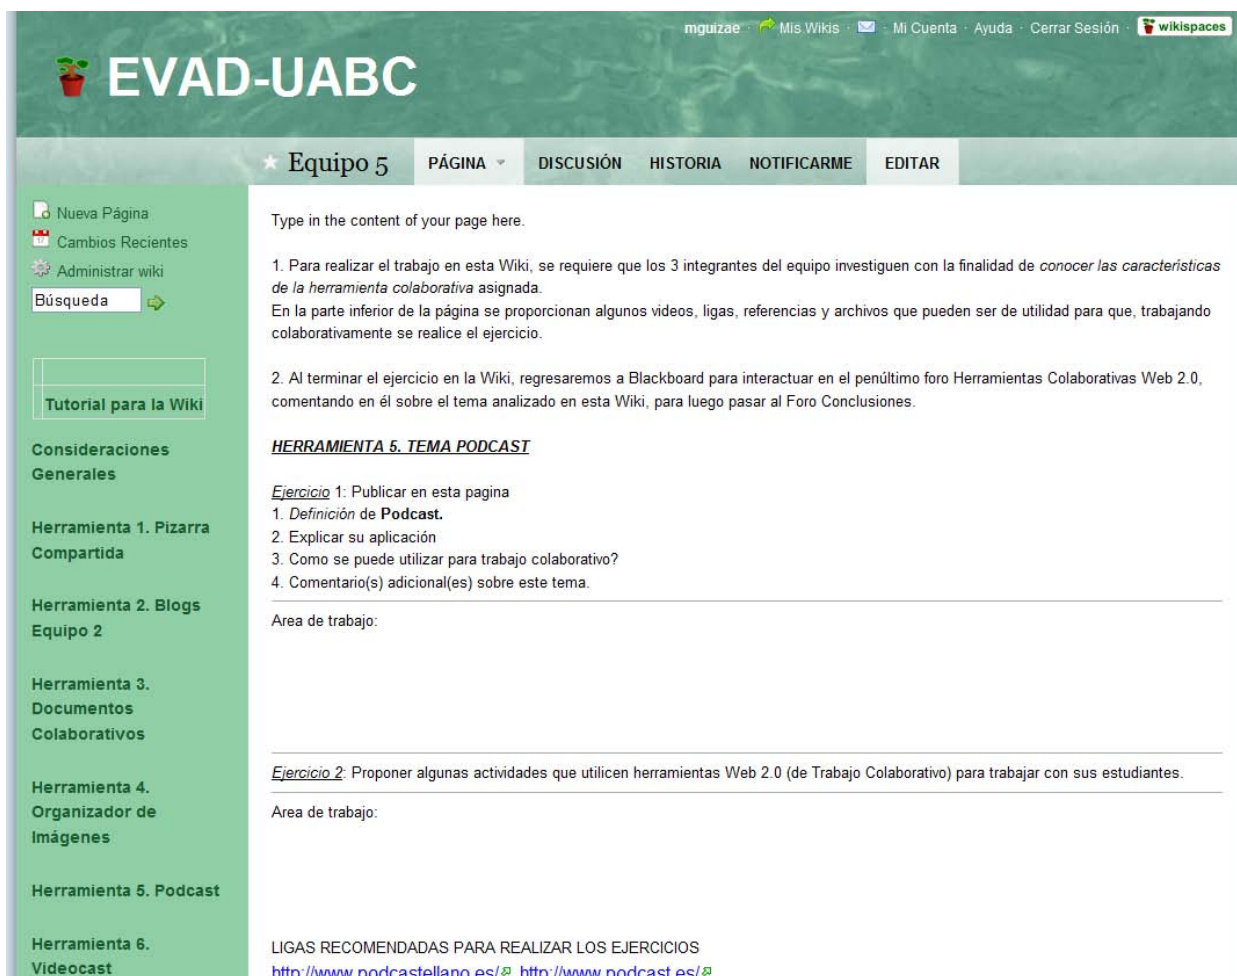 mguizae · Mis Wikis · · Mi Cuenta · Ayuda · Cerrar Sesión · wikispaces
EVAD-UABC
Equipo 5 PÁGINA DISCUSIÓN HISTORIA NOTIFICARME EDITAR
Nueva Página
Cambios Recientes
Administrar wiki
Búsqueda
Tutorial para la Wiki
Consideraciones
Generales
Herramienta 1. Pizarra
Compartida
Herramienta 2. Blogs
Equipo 2
Herramienta 3.
Documentos
Colaborativos
Herramienta 4.
Organizador de
Imágenes
Herramienta 5. Podcast
Herramienta 6.
Videocast
Type in the content of your page here.
1. Para realizar el trabajo en esta Wiki, se requiere que los 3 integrantes del equipo investiguen con la finalidad de conocer las características
de la herramienta colaborativa asignada.
En la parte inferior de la página se proporcionan algunos videos, ligas, referencias y archivos que pueden ser de utilidad para que, trabajando
colaborativamente se realice el ejercicio.
2. Al terminar el ejercicio en la Wiki, regresaremos a Blackboard para interactuar en el penúltimo foro Herramientas Colaborativas Web 2.0,
comentando en él sobre el tema analizado en esta Wiki, para luego pasar al Foro Conclusiones.
HERRAMIENTA 5. TEMA PODCAST
Ejercicio 1: Publicar en esta pagina
1. Definición de Podcast.
2. Explicar su aplicación
3. Como se puede utilizar para trabajo colaborativo?
4. Comentario(s) adicional(es) sobre este tema.
Area de trabajo:
Ejercicio 2: Proponer algunas actividades que utilicen herramientas Web 2.0 (de Trabajo Colaborativo) para trabajar con sus estudiantes.
Area de trabajo:
LIGAS RECOMENDADAS PARA REALIZAR LOS EJERCICIOS
http://www.podcastellano.es/ http://www.podcast.es/